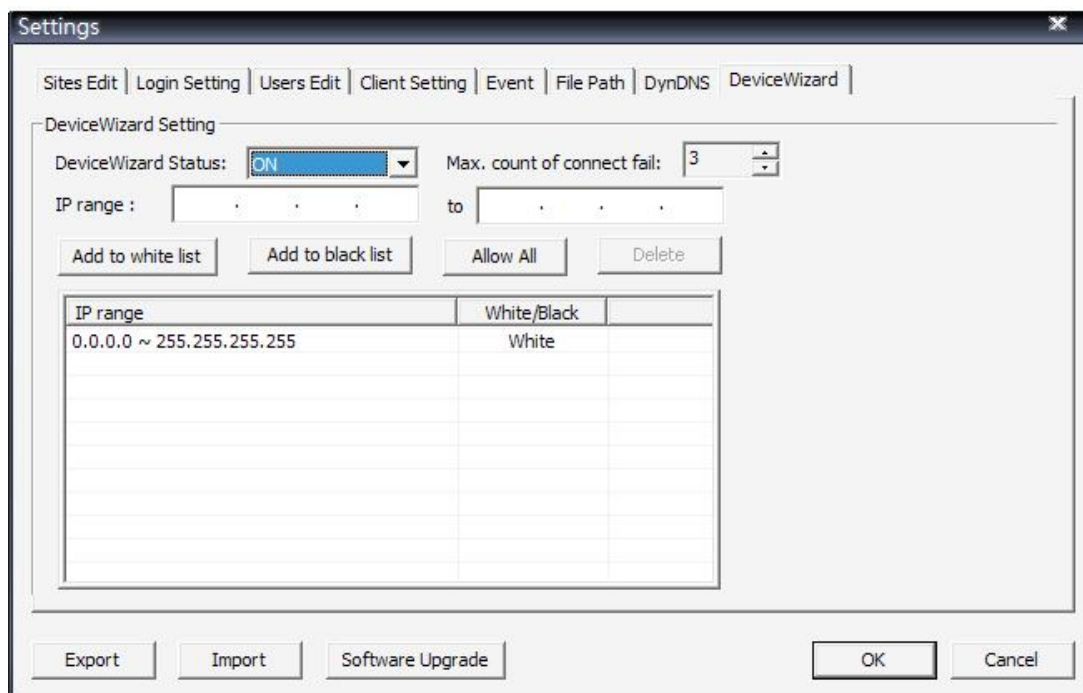 Settings
Sites Edit Login Setting Users Edit Client Setting Event File Path DynDNS DeviceWizard
DeviceWizard Setting
DeviceWizard Status: ON Max. count of connect fail: 3
IP range : . . . to . . .
Add to white list Add to black list Allow All Delete
IP range White/Black
0.0.0.0 ~ 255.255.255.255 White
Export Import Software Upgrade OK Cancel